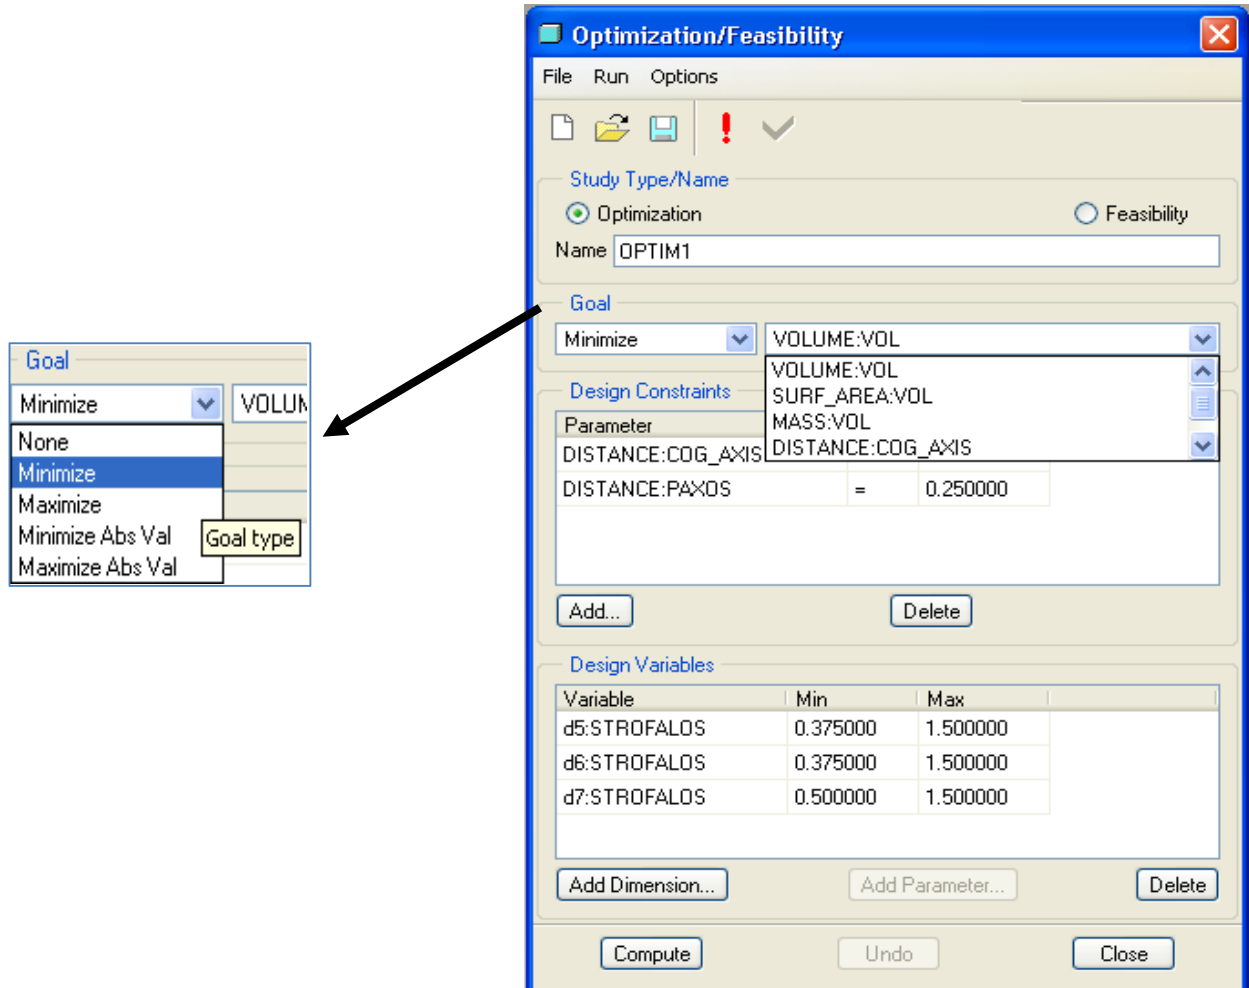 Optimization/Feasibility
File Run Options
Study Type/Name
Optimization Feasibility
Name OPTIM1
Goal
Minimize VOLUME:VOL
VOLUME:VOL
SURF_AREA:VOL
MASS:VOL
DISTANCE:COG_AXIS
Design Constraints
Parameter
DISTANCE:COG_AXIS
DISTANCE:PAXOS = 0.250000
Add... Delete
Design Variables
Variable Min Max
d5:STROFALOS 0.375000 1.500000
d6:STROFALOS 0.375000 1.500000
d7:STROFALOS 0.500000 1.500000
Add Dimension... Add Parameter... Delete
Compute Undo Close
Goal
Minimize VOLUM
None
Minimize
Maximize
Minimize Abs Val
Goal type
Maximize Abs Val